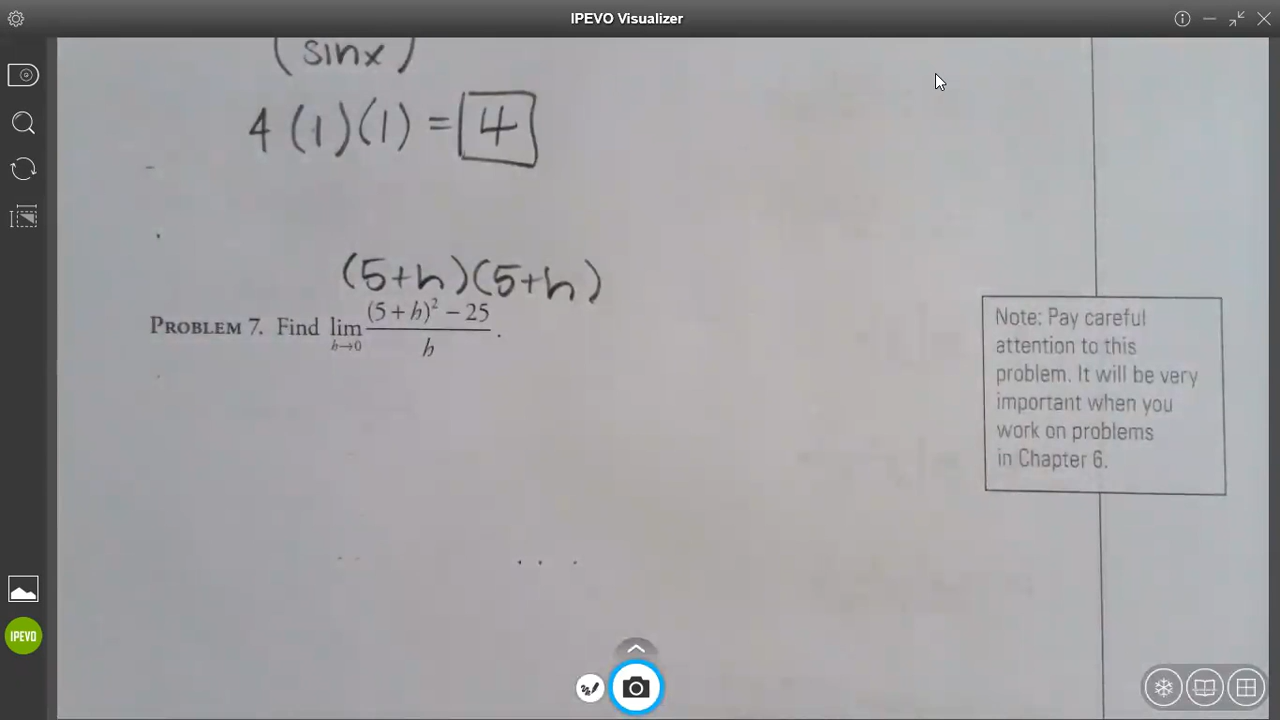 IPEVO Visualizer
(sinx)
4(1)(1) = 4
(5+h)(5+h)
PROBLEM 7. Find lim h→0 (5 + h)² − 25 / h .
Note: Pay careful
attention to this
problem. It will be very
important when you
work on problems
in Chapter 6.
IPEVO